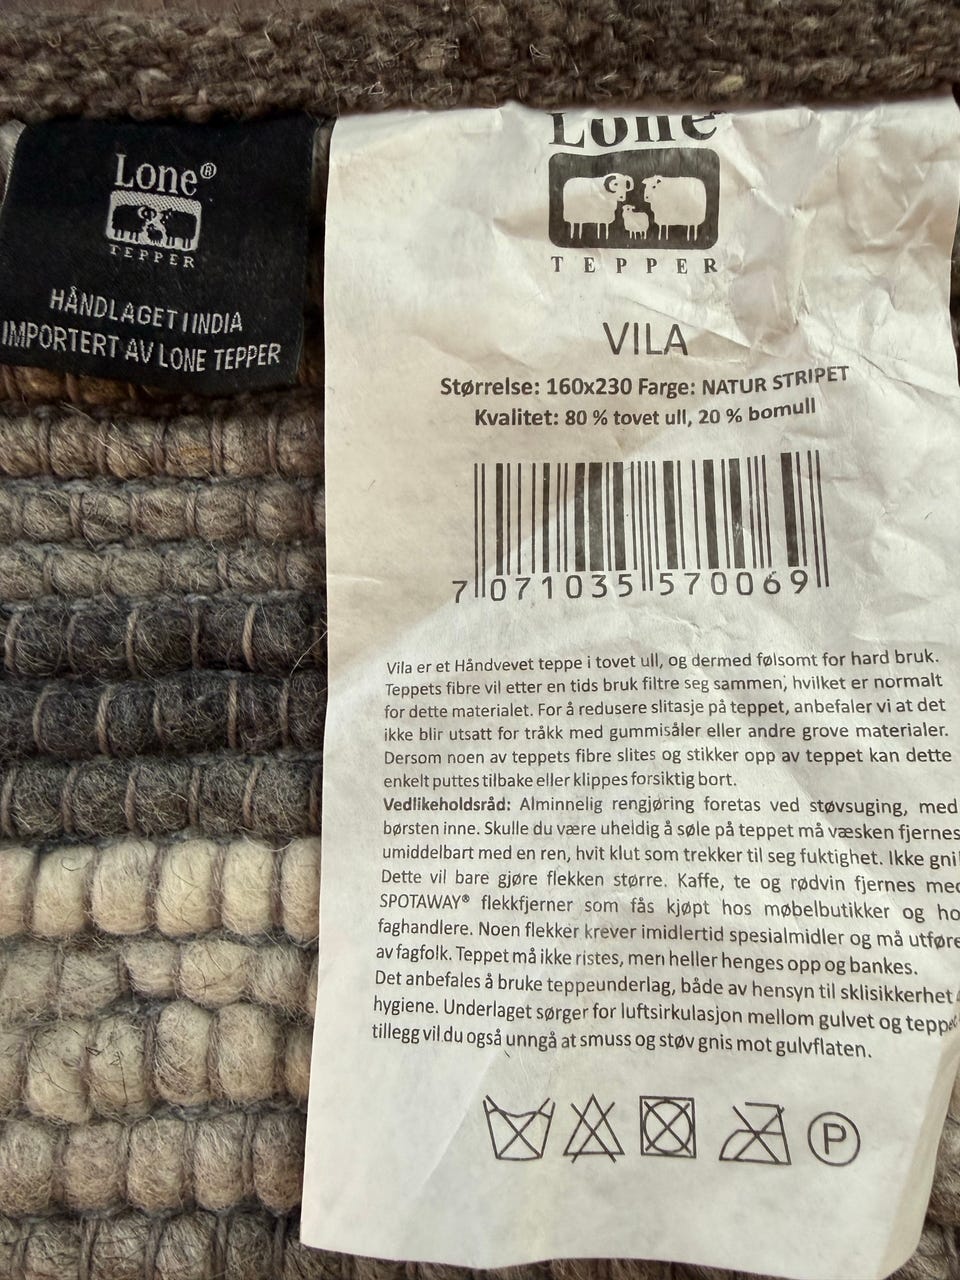 Lone®
TEPPER
HÅNDLAGET I INDIA
IMPORTERT AV LONE TEPPER
Lone
TEPPER
VILA
Størrelse: 160x230 Farge: NATUR STRIPET
Kvalitet: 80 % tovet ull, 20 % bomull
7 071035 570069
Vila er et Håndvevet teppe i tovet ull, og dermed følsomt for hard bruk.
Teppets fibre vil etter en tids bruk filtre seg sammen, hvilket er normalt
for dette materialet. For å redusere slitasje på teppet, anbefaler vi at det
ikke blir utsatt for tråkk med gummisåler eller andre grove materialer.
Dersom noen av teppets fibre slites og stikker opp av teppet kan dette
enkelt puttes tilbake eller klippes forsiktig bort.
Vedlikeholdsråd: Alminnelig rengjøring foretas ved støvsuging, med
børsten inne. Skulle du være uheldig å søle på teppet må væsken fjernes
umiddelbart med en ren, hvit klut som trekker til seg fuktighet. Ikke gni
Dette vil bare gjøre flekken større. Kaffe, te og rødvin fjernes med
SPOTAWAY® flekkfjerner som fås kjøpt hos møbelbutikker og ho
faghandlere. Noen flekker krever imidlertid spesialmidler og må utføre
av fagfolk. Teppet må ikke ristes, men heller henges opp og bankes.
Det anbefales å bruke teppeunderlag, både av hensyn til sklisikkerhet
hygiene. Underlaget sørger for luftsirkulasjon mellom gulvet og teppe
tillegg vil du også unngå at smuss og støv gnis mot gulvflaten.
P